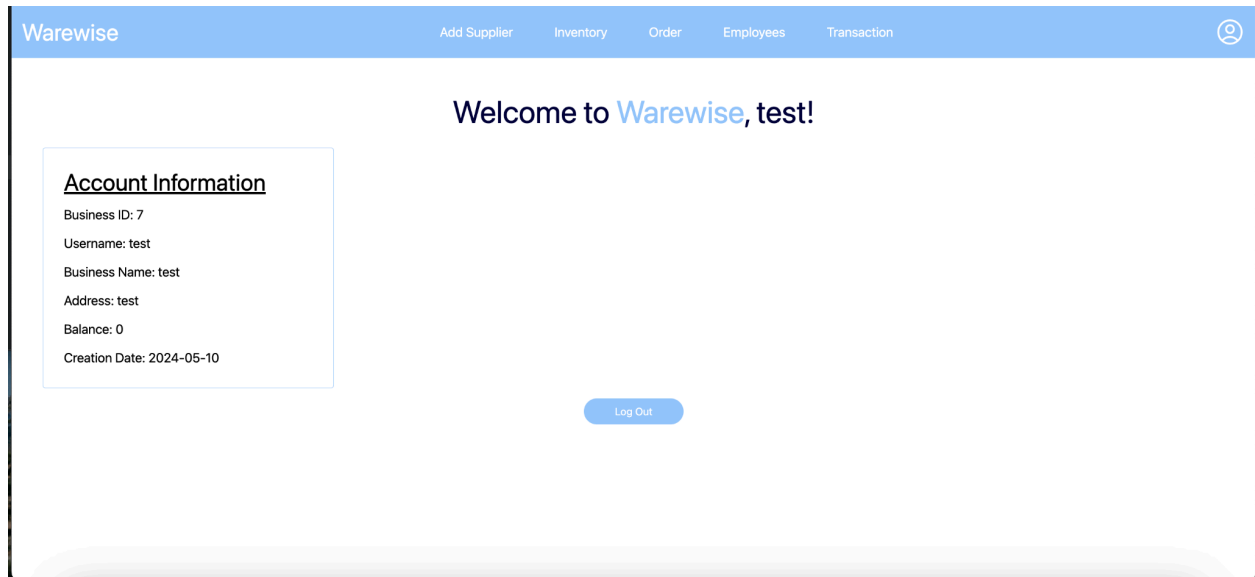 Warewise
Add Supplier Inventory Order Employees Transaction
Welcome to Warewise, test!
Account Information
Business ID: 7
Username: test
Business Name: test
Address: test
Balance: 0
Creation Date: 2024-05-10
Log Out